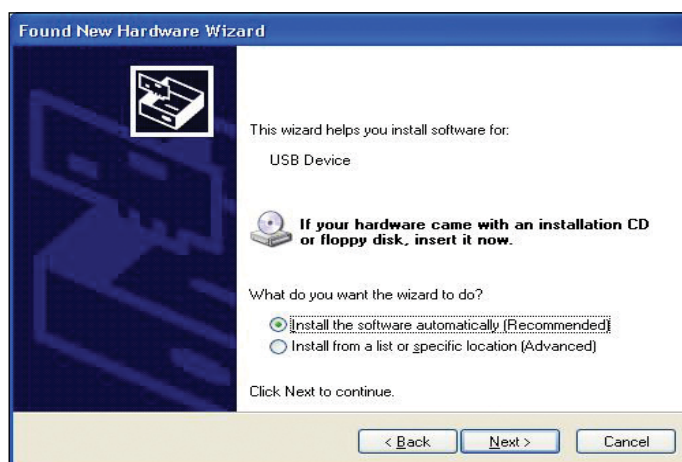 Found New Hardware Wizard
This wizard helps you install software for:
USB Device
If your hardware came with an installation CD
or floppy disk, insert it now.
What do you want the wizard to do?
Install the software automatically (Recommended)
Install from a list or specific location (Advanced)
Click Next to continue.
< Back Next > Cancel